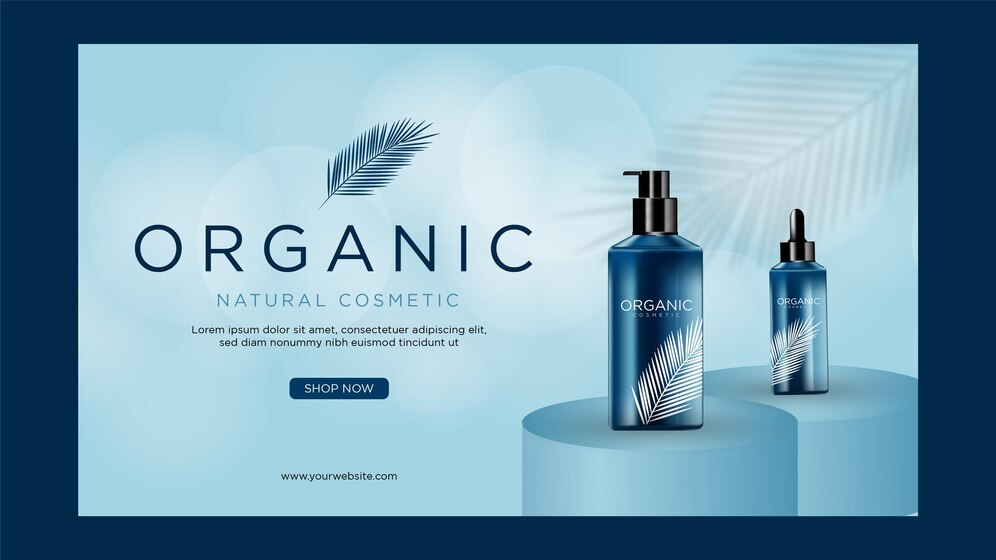 ORGANIC
NATURAL COSMETIC
Lorem ipsum dolor sit amet, consectetuer adipiscing elit,
sed diam nonummy nibh euismod tincidunt ut
SHOP NOW
www.yourwebsite.com
ORGANIC
COSMETIC
ORGANIC
COSMETIC